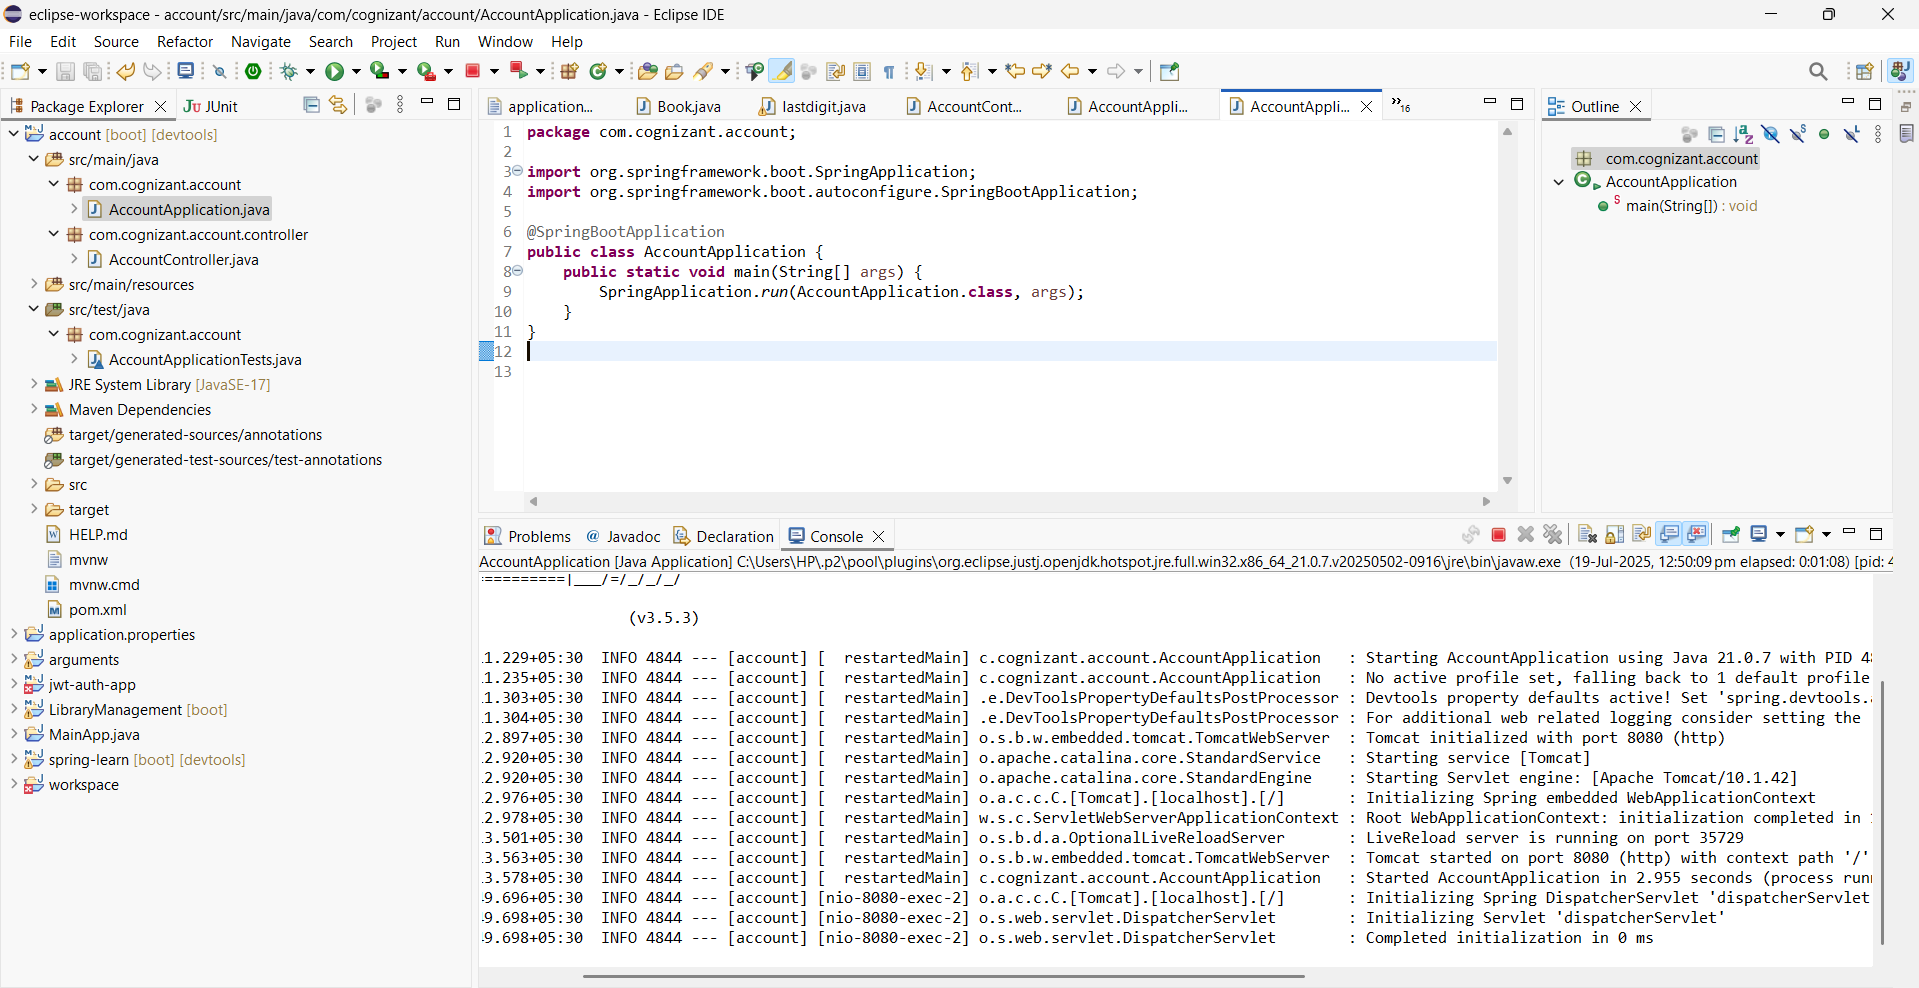 eclipse-workspace - account/src/main/java/com/cognizant/account/AccountApplication.java - Eclipse IDE
File Edit Source Refactor Navigate Search Project Run Window Help
Package Explorer
JUnit
account [boot] [devtools]
src/main/java
com.cognizant.account
AccountApplication.java
com.cognizant.account.controller
AccountController.java
src/main/resources
src/test/java
com.cognizant.account
AccountApplicationTests.java
JRE System Library [JavaSE-17]
Maven Dependencies
target/generated-sources/annotations
target/generated-test-sources/test-annotations
src
target
HELP.md
mvnw
mvnw.cmd
pom.xml
application.properties
arguments
jwt-auth-app
LibraryManagement [boot]
MainApp.java
spring-learn [boot] [devtools]
workspace
application... Book.java lastdigit.java AccountCont... AccountAppli... AccountAppli... »16
1 package com.cognizant.account;
2
3 import org.springframework.boot.SpringApplication;
4 import org.springframework.boot.autoconfigure.SpringBootApplication;
5
6 @SpringBootApplication
7 public class AccountApplication {
8 public static void main(String[] args) {
9 SpringApplication.run(AccountApplication.class, args);
10 }
11 }
12
13
Outline
com.cognizant.account
AccountApplication
main(String[]) : void
Problems @ Javadoc Declaration Console
AccountApplication [Java Application] C:\Users\HP\.p2\pool\plugins\org.eclipse.justj.openjdk.hotspot.jre.full.win32.x86_64_21.0.7.v20250502-0916\jre\bin\javaw.exe (19-Jul-2025, 12:50:09 pm elapsed: 0:01:08) [pid: 4
=========|___/=/_/_/_/
(v3.5.3)
1.229+05:30 INFO 4844 --- [account] [ restartedMain] c.cognizant.account.AccountApplication : Starting AccountApplication using Java 21.0.7 with PID 48
1.235+05:30 INFO 4844 --- [account] [ restartedMain] c.cognizant.account.AccountApplication : No active profile set, falling back to 1 default profile
1.303+05:30 INFO 4844 --- [account] [ restartedMain] .e.DevToolsPropertyDefaultsPostProcessor : Devtools property defaults active! Set 'spring.devtools.
1.304+05:30 INFO 4844 --- [account] [ restartedMain] .e.DevToolsPropertyDefaultsPostProcessor : For additional web related logging consider setting the
2.897+05:30 INFO 4844 --- [account] [ restartedMain] o.s.b.w.embedded.tomcat.TomcatWebServer : Tomcat initialized with port 8080 (http)
2.920+05:30 INFO 4844 --- [account] [ restartedMain] o.apache.catalina.core.StandardService : Starting service [Tomcat]
2.920+05:30 INFO 4844 --- [account] [ restartedMain] o.apache.catalina.core.StandardEngine : Starting Servlet engine: [Apache Tomcat/10.1.42]
2.976+05:30 INFO 4844 --- [account] [ restartedMain] o.a.c.c.C.[Tomcat].[localhost].[/] : Initializing Spring embedded WebApplicationContext
2.978+05:30 INFO 4844 --- [account] [ restartedMain] w.s.c.ServletWebServerApplicationContext : Root WebApplicationContext: initialization completed in
3.501+05:30 INFO 4844 --- [account] [ restartedMain] o.s.b.d.a.OptionalLiveReloadServer : LiveReload server is running on port 35729
3.563+05:30 INFO 4844 --- [account] [ restartedMain] o.s.b.w.embedded.tomcat.TomcatWebServer : Tomcat started on port 8080 (http) with context path '/'
3.578+05:30 INFO 4844 --- [account] [ restartedMain] c.cognizant.account.AccountApplication : Started AccountApplication in 2.955 seconds (process run
9.696+05:30 INFO 4844 --- [account] [nio-8080-exec-2] o.a.c.c.C.[Tomcat].[localhost].[/] : Initializing Spring DispatcherServlet 'dispatcherServlet
9.698+05:30 INFO 4844 --- [account] [nio-8080-exec-2] o.s.web.servlet.DispatcherServlet : Initializing Servlet 'dispatcherServlet'
9.698+05:30 INFO 4844 --- [account] [nio-8080-exec-2] o.s.web.servlet.DispatcherServlet : Completed initialization in 0 ms